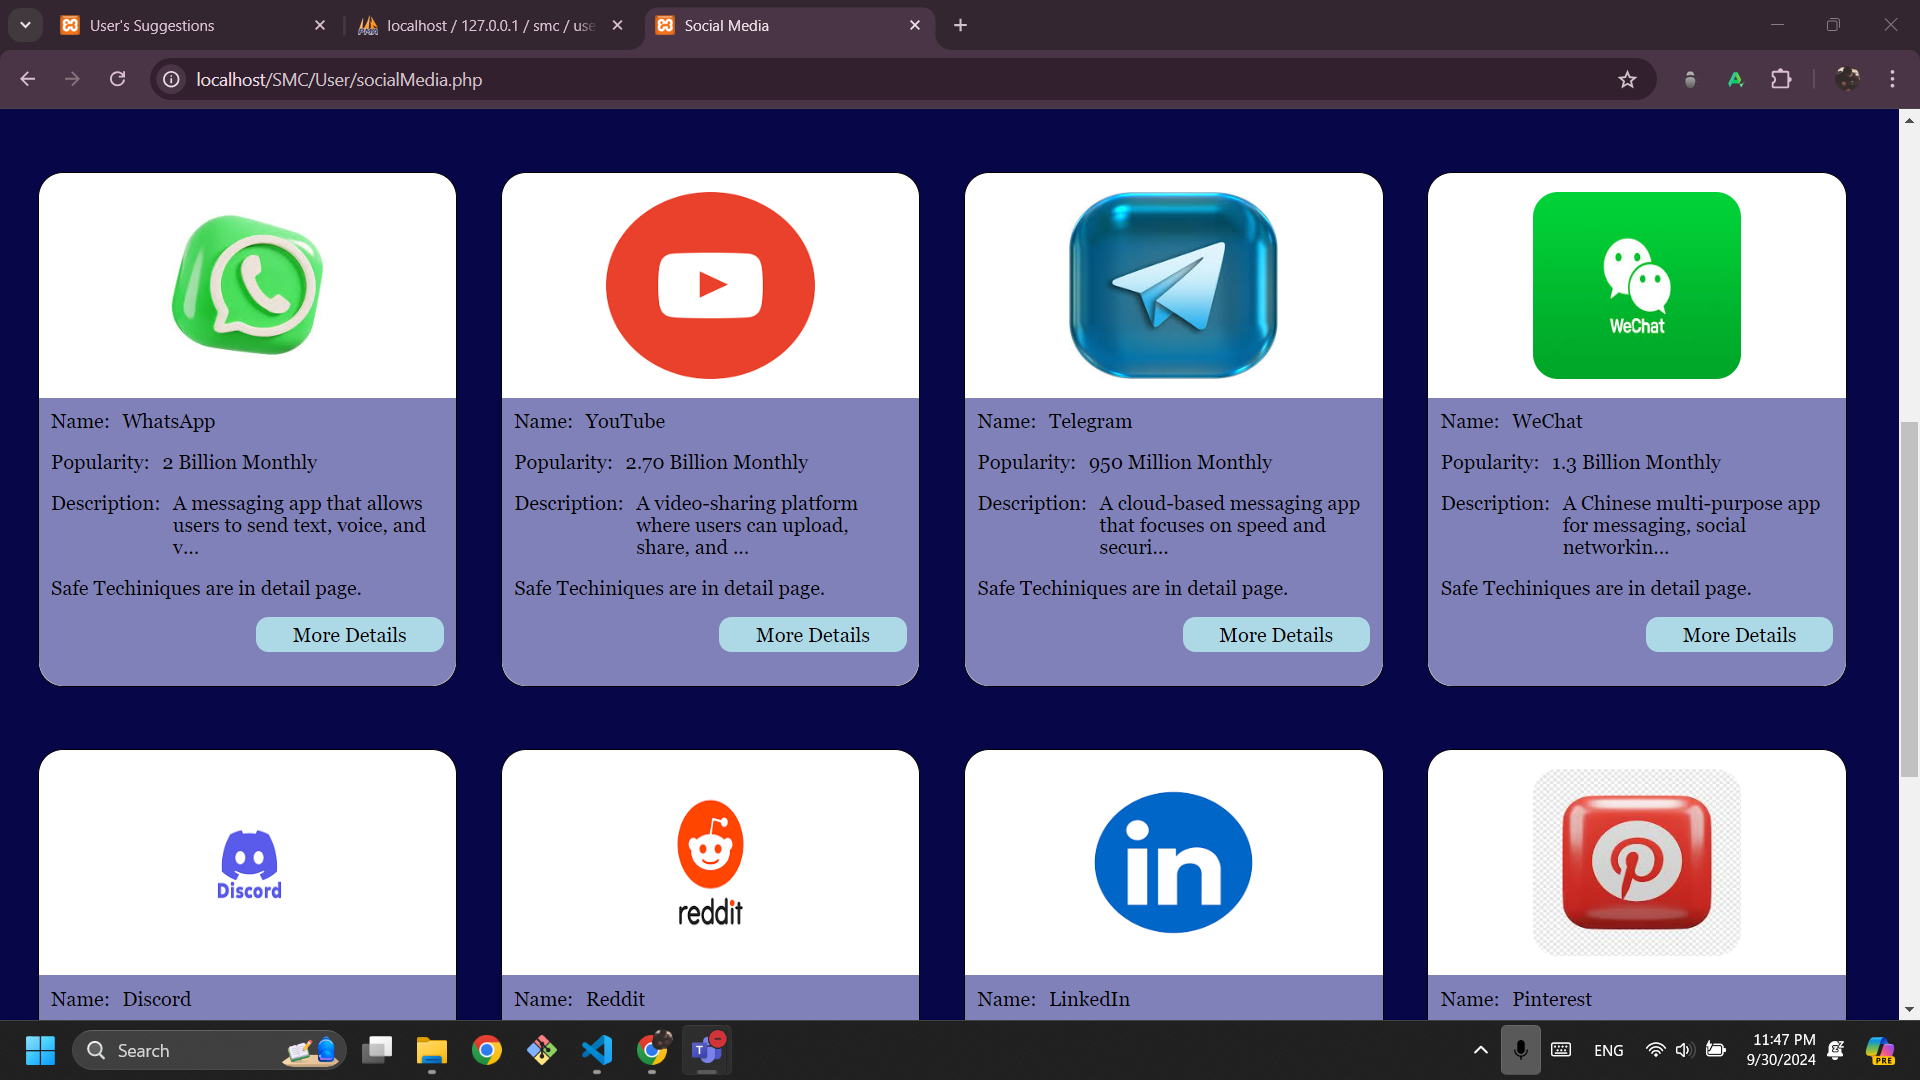 User's Suggestions
localhost / 127.0.0.1 / smc / use
Social Media
localhost/SMC/User/socialMedia.php
WeChat
Name: WhatsApp
Popularity: 2 Billion Monthly
Description: A messaging app that allows
users to send text, voice, and
v...
Safe Techiniques are in detail page.
More Details
Name: YouTube
Popularity: 2.70 Billion Monthly
Description: A video-sharing platform
where users can upload,
share, and ...
Safe Techiniques are in detail page.
More Details
Name: Telegram
Popularity: 950 Million Monthly
Description: A cloud-based messaging app
that focuses on speed and
securi...
Safe Techiniques are in detail page.
More Details
Name: WeChat
Popularity: 1.3 Billion Monthly
Description: A Chinese multi-purpose app
for messaging, social
networkin...
Safe Techiniques are in detail page.
More Details
Discord
reddit
in
Name: Discord
Name: Reddit
Name: LinkedIn
Name: Pinterest
Search
ENG
11:47 PM
9/30/2024
PRE